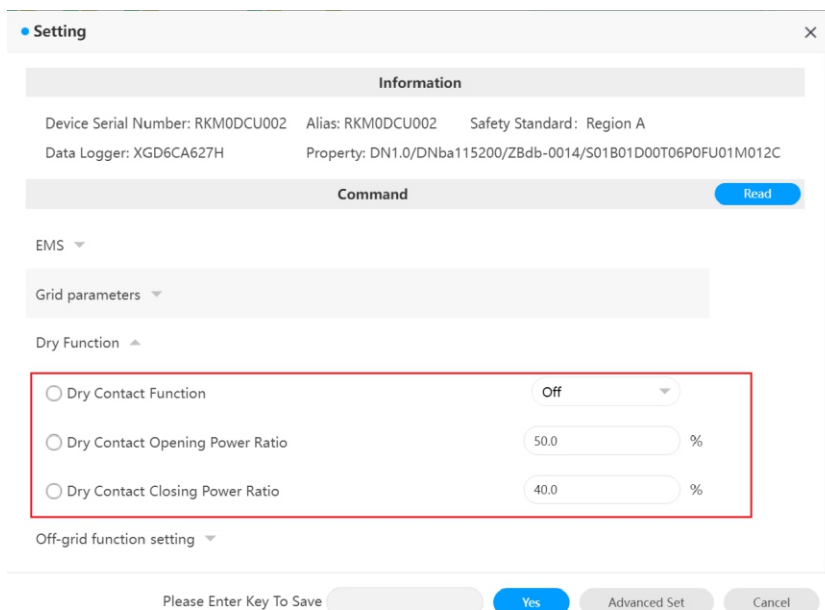 Setting
Information
Device Serial Number: RKM0DCU002 Alias: RKM0DCU002 Safety Standard: Region A
Data Logger: XGD6CA627H Property: DN1.0/DNba115200/ZBdb-0014/S01B01D00T06P0FU01M012C
Command Read
EMS
Grid parameters
Dry Function
Dry Contact Function Off
Dry Contact Opening Power Ratio 50.0 %
Dry Contact Closing Power Ratio 40.0 %
Off-grid function setting
Please Enter Key To Save Yes Advanced Set Cancel